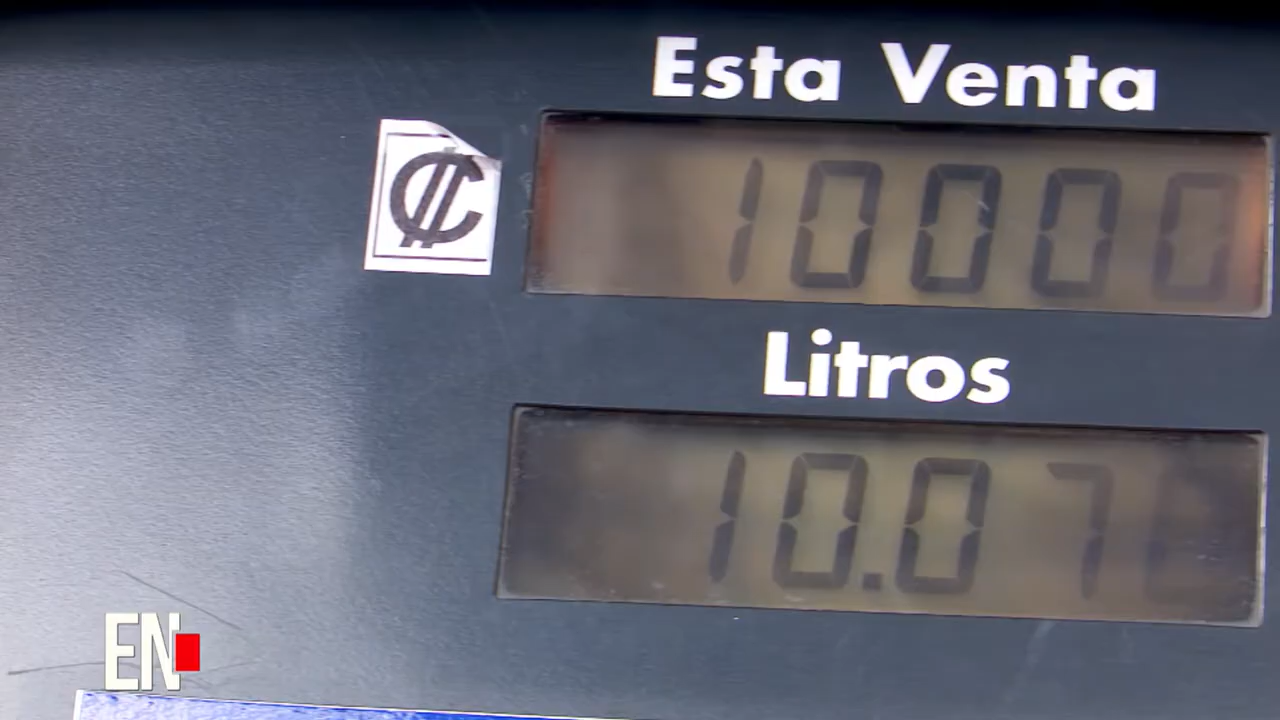 Esta Venta
₡
10000
Litros
10.07
EN